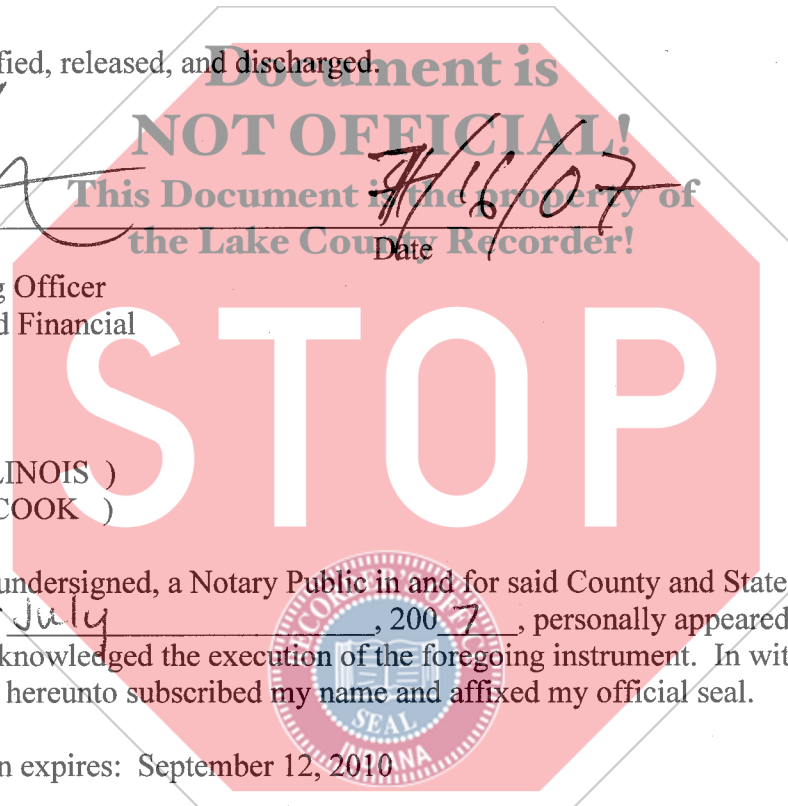 fied, released, and discharged.
Document is
NOT OFFICIAL!
This Document is the property of
the Lake County Recorder!
7/16/07
Date
g Officer
d Financial
STOP
LINOIS )
COOK )
undersigned, a Notary Public in and for said County and State
July , 200 7 , personally appeared
knowledged the execution of the foregoing instrument. In wit
hereunto subscribed my name and affixed my official seal.
RECORDER'S OFFICE
SEAL
INDIANA
n expires: September 12, 2010